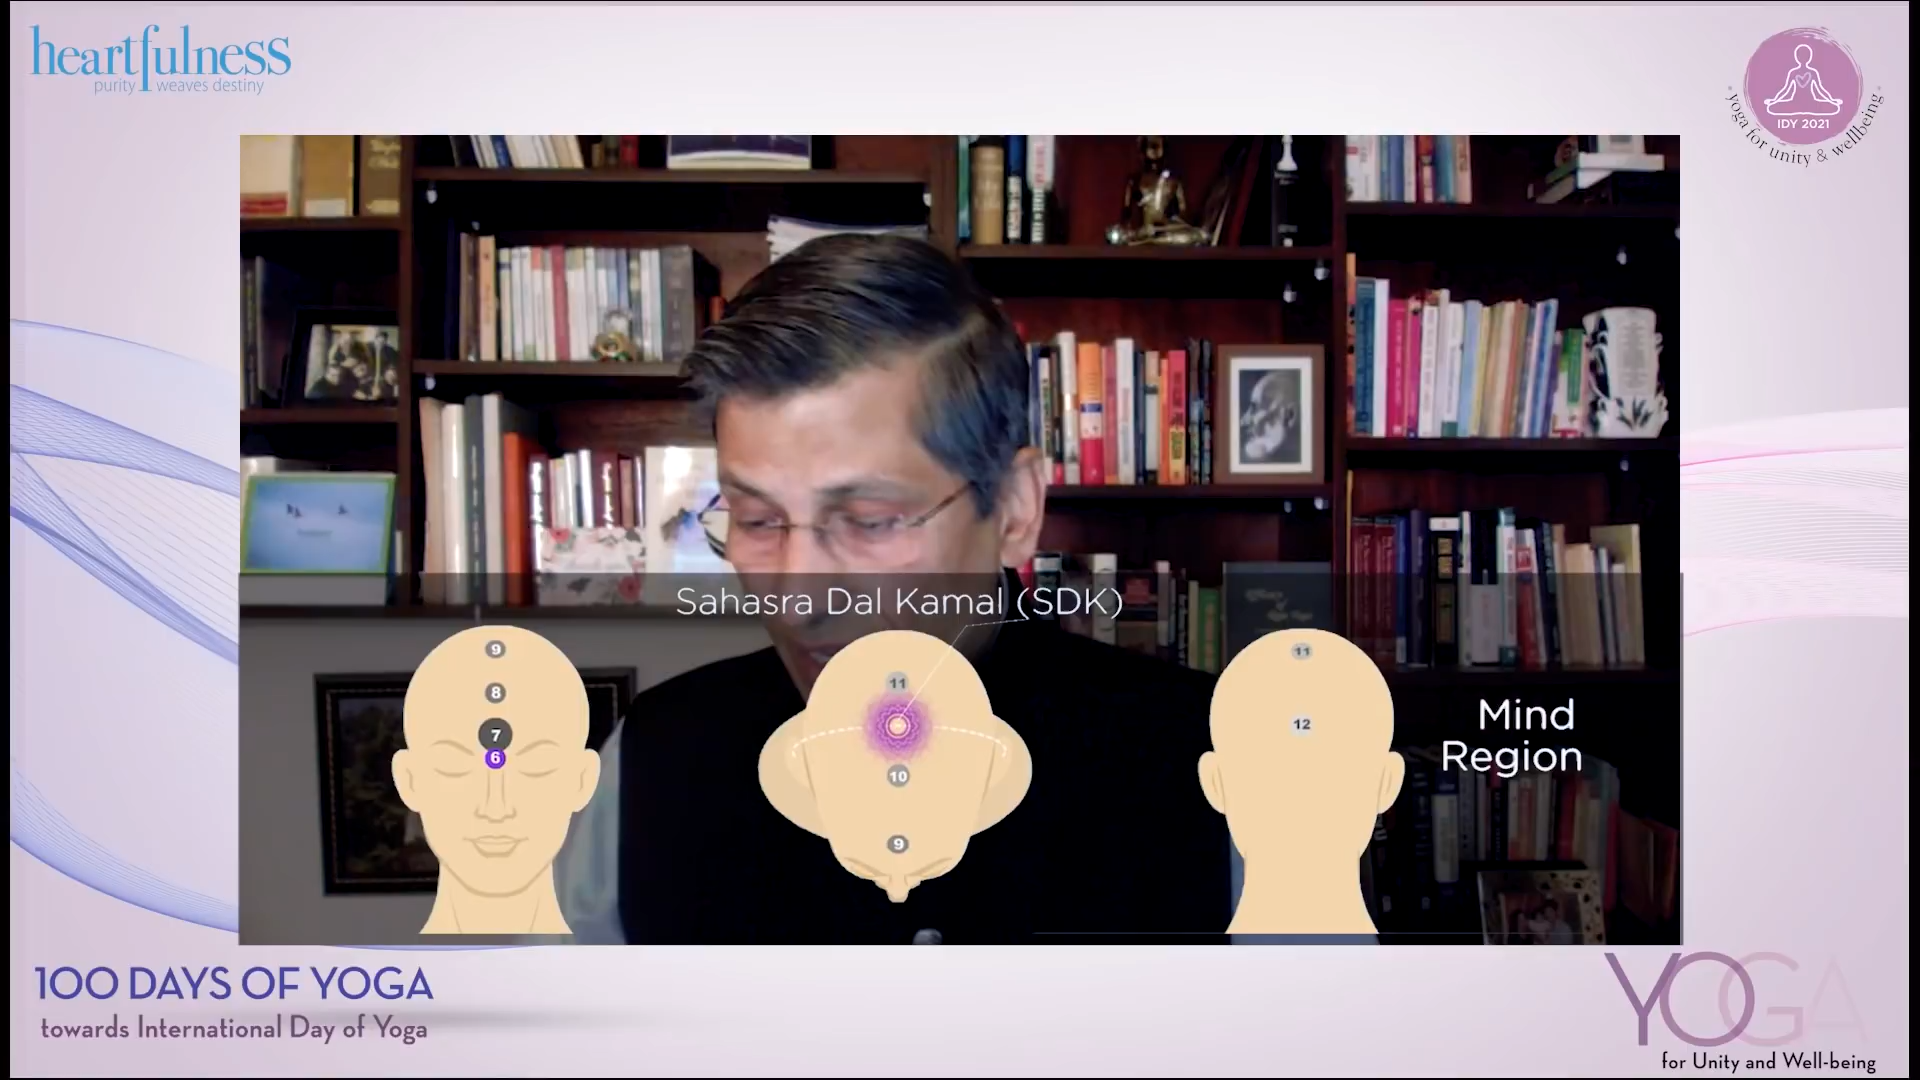 heartfulness
purity weaves destiny
IDY 2021
yoga for unity & wellbeing
Sahasra Dal Kamal (SDK)
9
8
7
6
11
10
9
11
12
Mind
Region
100 DAYS OF YOGA
towards International Day of Yoga
YOGA
for Unity and Well-being